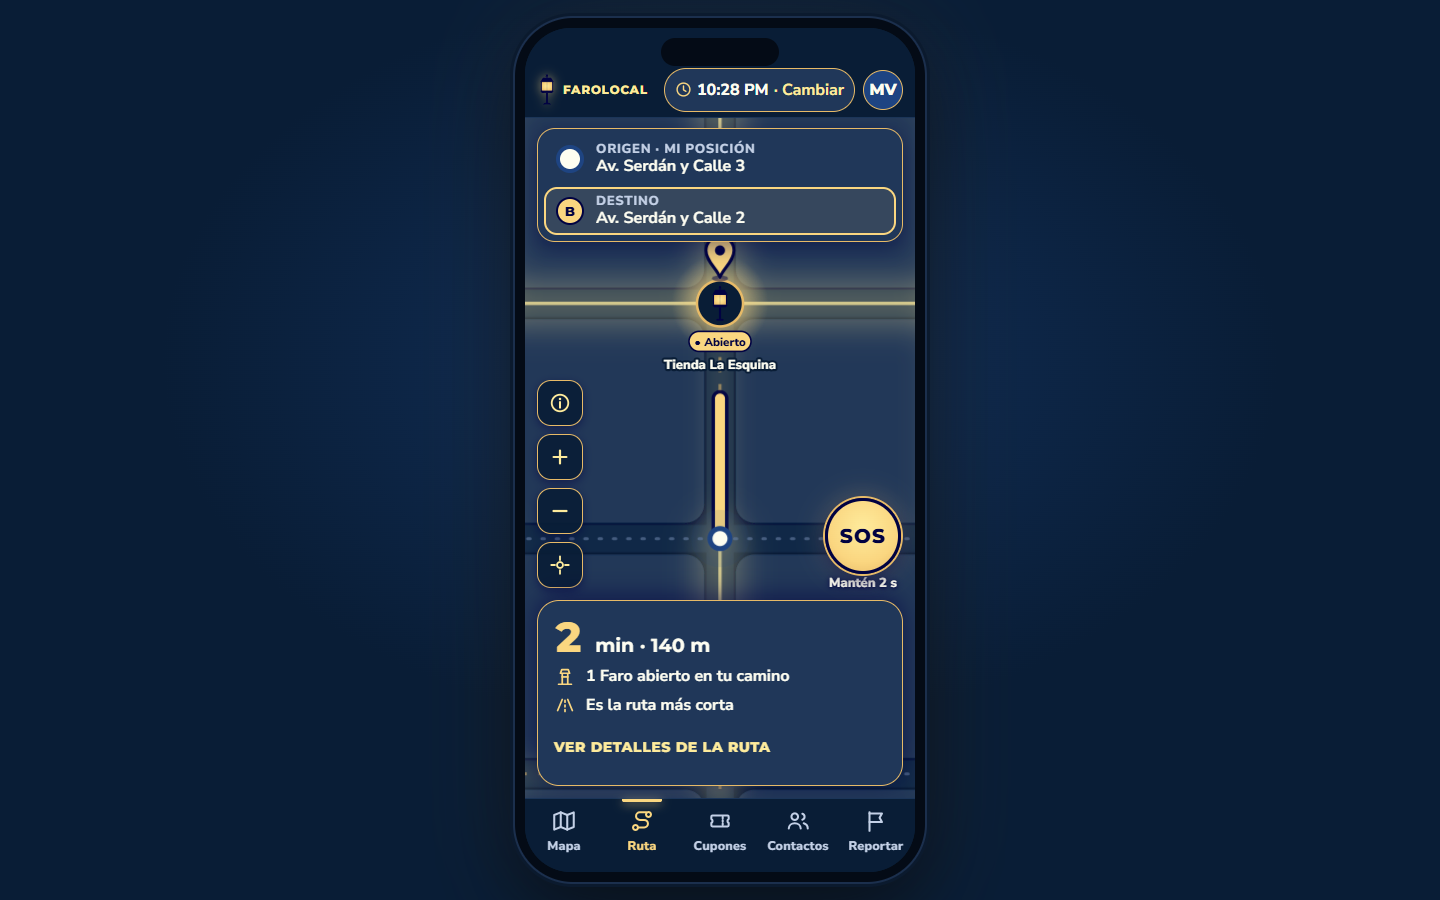 FAROLOCAL
10:28 PM · Cambiar
MV
ORIGEN · MI POSICIÓN
Av. Serdán y Calle 3
B
DESTINO
Av. Serdán y Calle 2
• Abierto
Tienda La Esquina
SOS
Mantén 2 s
2 min · 140 m
1 Faro abierto en tu camino
Es la ruta más corta
VER DETALLES DE LA RUTA
Mapa
Ruta
Cupones
Contactos
Reportar